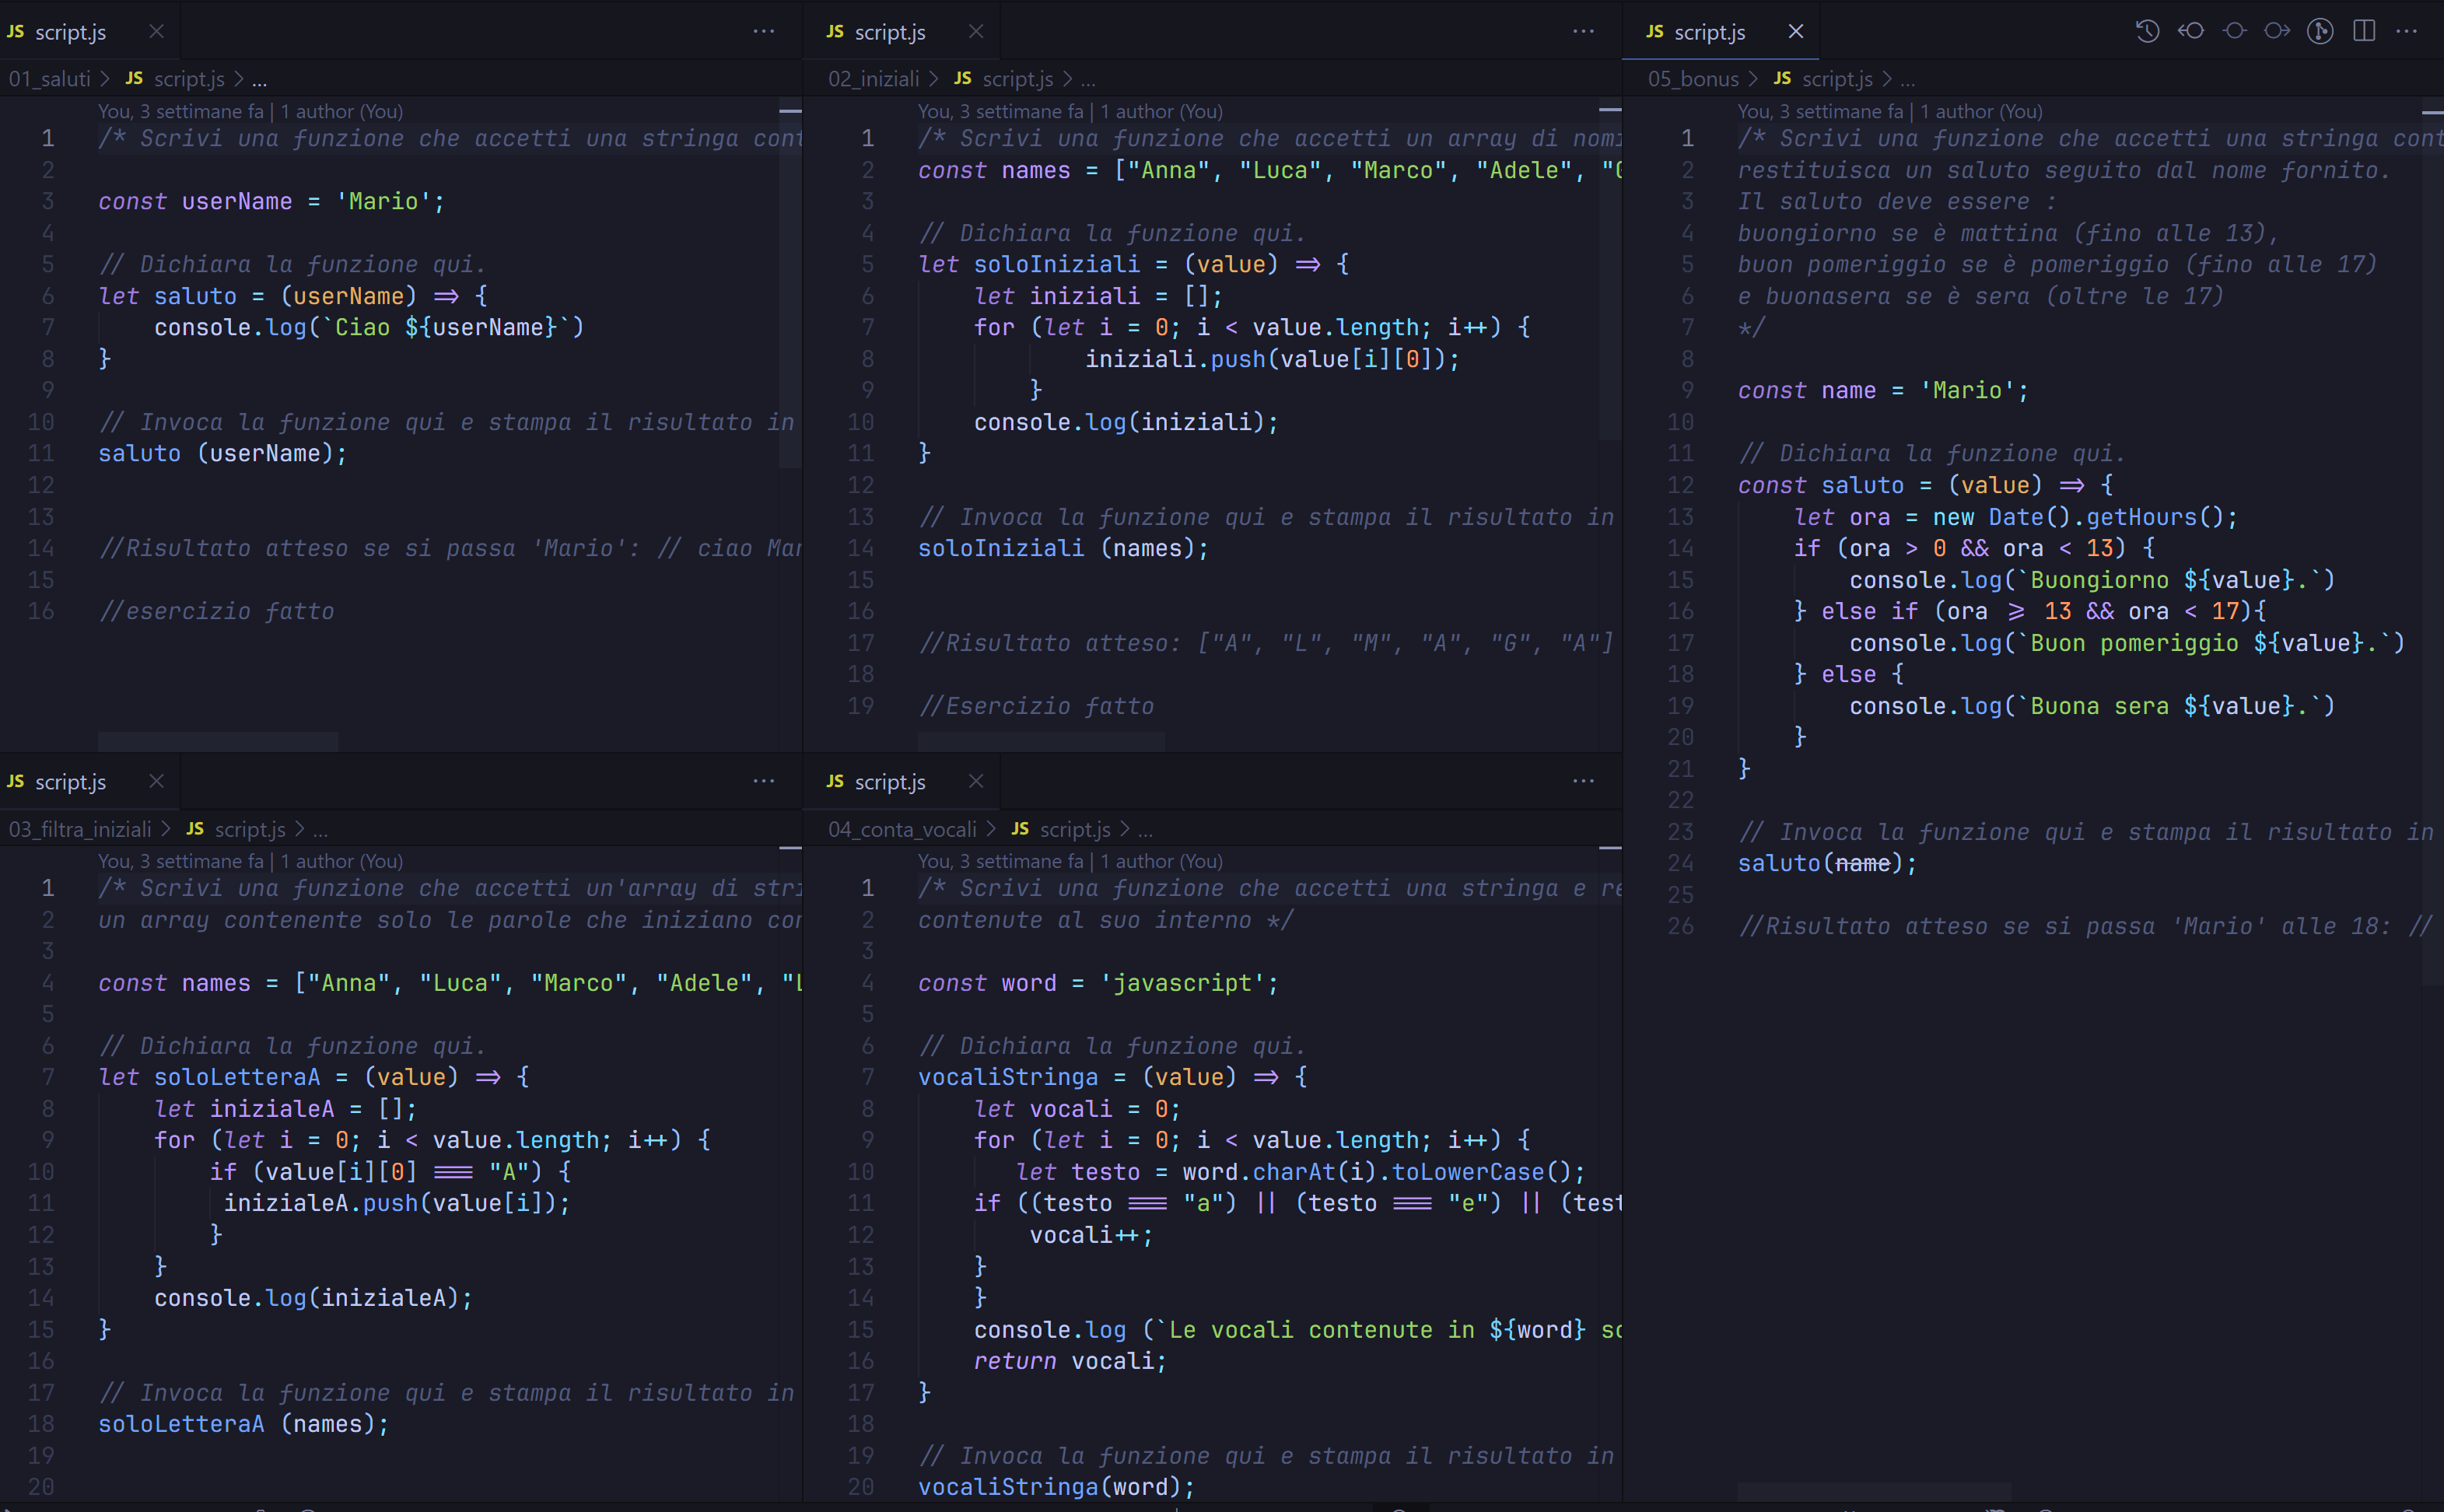 JS script.js
01_saluti > JS script.js > ...
You, 3 settimane fa | 1 author (You)
1 /* Scrivi una funzione che accetti una stringa
2
3 const userName = 'Mario';
4
5 // Dichiara la funzione qui.
6 let saluto = (userName) => {
7 console.log(`Ciao ${userName}`)
8 }
9
10 // Invoca la funzione qui e stampa il risultato in
11 saluto (userName);
12
13
14 //Risultato atteso se si passa 'Mario': // ciao
15
16 //esercizio fatto
JS script.js
02_iniziali > JS script.js > ...
You, 3 settimane fa | 1 author (You)
1 /* Scrivi una funzione che accetti un array di
2 const names = ["Anna", "Luca", "Marco", "Adele",
3
4 // Dichiara la funzione qui.
5 let soloIniziali = (value) => {
6 let iniziali = [];
7 for (let i = 0; i < value.length; i++) {
8 iniziali.push(value[i][0]);
9 }
10 console.log(iniziali);
11 }
12
13 // Invoca la funzione qui e stampa il risultato in
14 soloIniziali (names);
15
16
17 //Risultato atteso: ["A", "L", "M", "A", "G", "A"]
18
19 //Esercizio fatto
JS script.js
03_filtra_iniziali > JS script.js > ...
You, 3 settimane fa | 1 author (You)
1 /* Scrivi una funzione che accetti un'array di
2 un array contenente solo le parole che iniziano
3
4 const names = ["Anna", "Luca", "Marco", "Adele",
5
6 // Dichiara la funzione qui.
7 let soloLetteraA = (value) => {
8 let inizialeA = [];
9 for (let i = 0; i < value.length; i++) {
10 if (value[i][0] === "A") {
11 inizialeA.push(value[i]);
12 }
13 }
14 console.log(inizialeA);
15 }
16
17 // Invoca la funzione qui e stampa il risultato in
18 soloLetteraA (names);
19
20
JS script.js
04_conta_vocali > JS script.js > ...
You, 3 settimane fa | 1 author (You)
1 /* Scrivi una funzione che accetti una stringa e
2 contenute al suo interno */
3
4 const word = 'javascript';
5
6 // Dichiara la funzione qui.
7 vocaliStringa = (value) => {
8 let vocali = 0;
9 for (let i = 0; i < value.length; i++) {
10 let testo = word.charAt(i).toLowerCase();
11 if ((testo === "a") || (testo === "e") ||
12 vocali++;
13 }
14 }
15 console.log (`Le vocali contenute in ${word}
16 return vocali;
17 }
18
19 // Invoca la funzione qui e stampa il risultato in
20 vocaliStringa(word);
JS script.js
05_bonus > JS script.js > ...
You, 3 settimane fa | 1 author (You)
1 /* Scrivi una funzione che accetti una stringa
2 restituisca un saluto seguito dal nome fornito.
3 Il saluto deve essere :
4 buongiorno se è mattina (fino alle 13),
5 buon pomeriggio se è pomeriggio (fino alle 17)
6 e buonasera se è sera (oltre le 17)
7 */
8
9 const name = 'Mario';
10
11 // Dichiara la funzione qui.
12 const saluto = (value) => {
13 let ora = new Date().getHours();
14 if (ora > 0 && ora < 13) {
15 console.log(`Buongiorno ${value}.`)
16 } else if (ora >= 13 && ora < 17){
17 console.log(`Buon pomeriggio ${value}.`)
18 } else {
19 console.log(`Buona sera ${value}.`)
20 }
21 }
22
23 // Invoca la funzione qui e stampa il risultato in
24 saluto(name);
25
26 //Risultato atteso se si passa 'Mario' alle 18: //